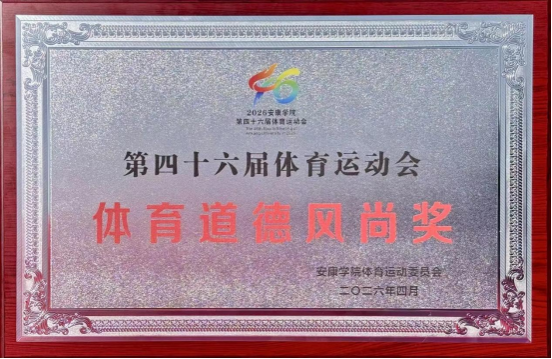 2026安康学院
第四十六届体育运动会
第四十六届体育运动会
体育道德风尚奖
安康学院体育运动委员会
二〇二六年四月